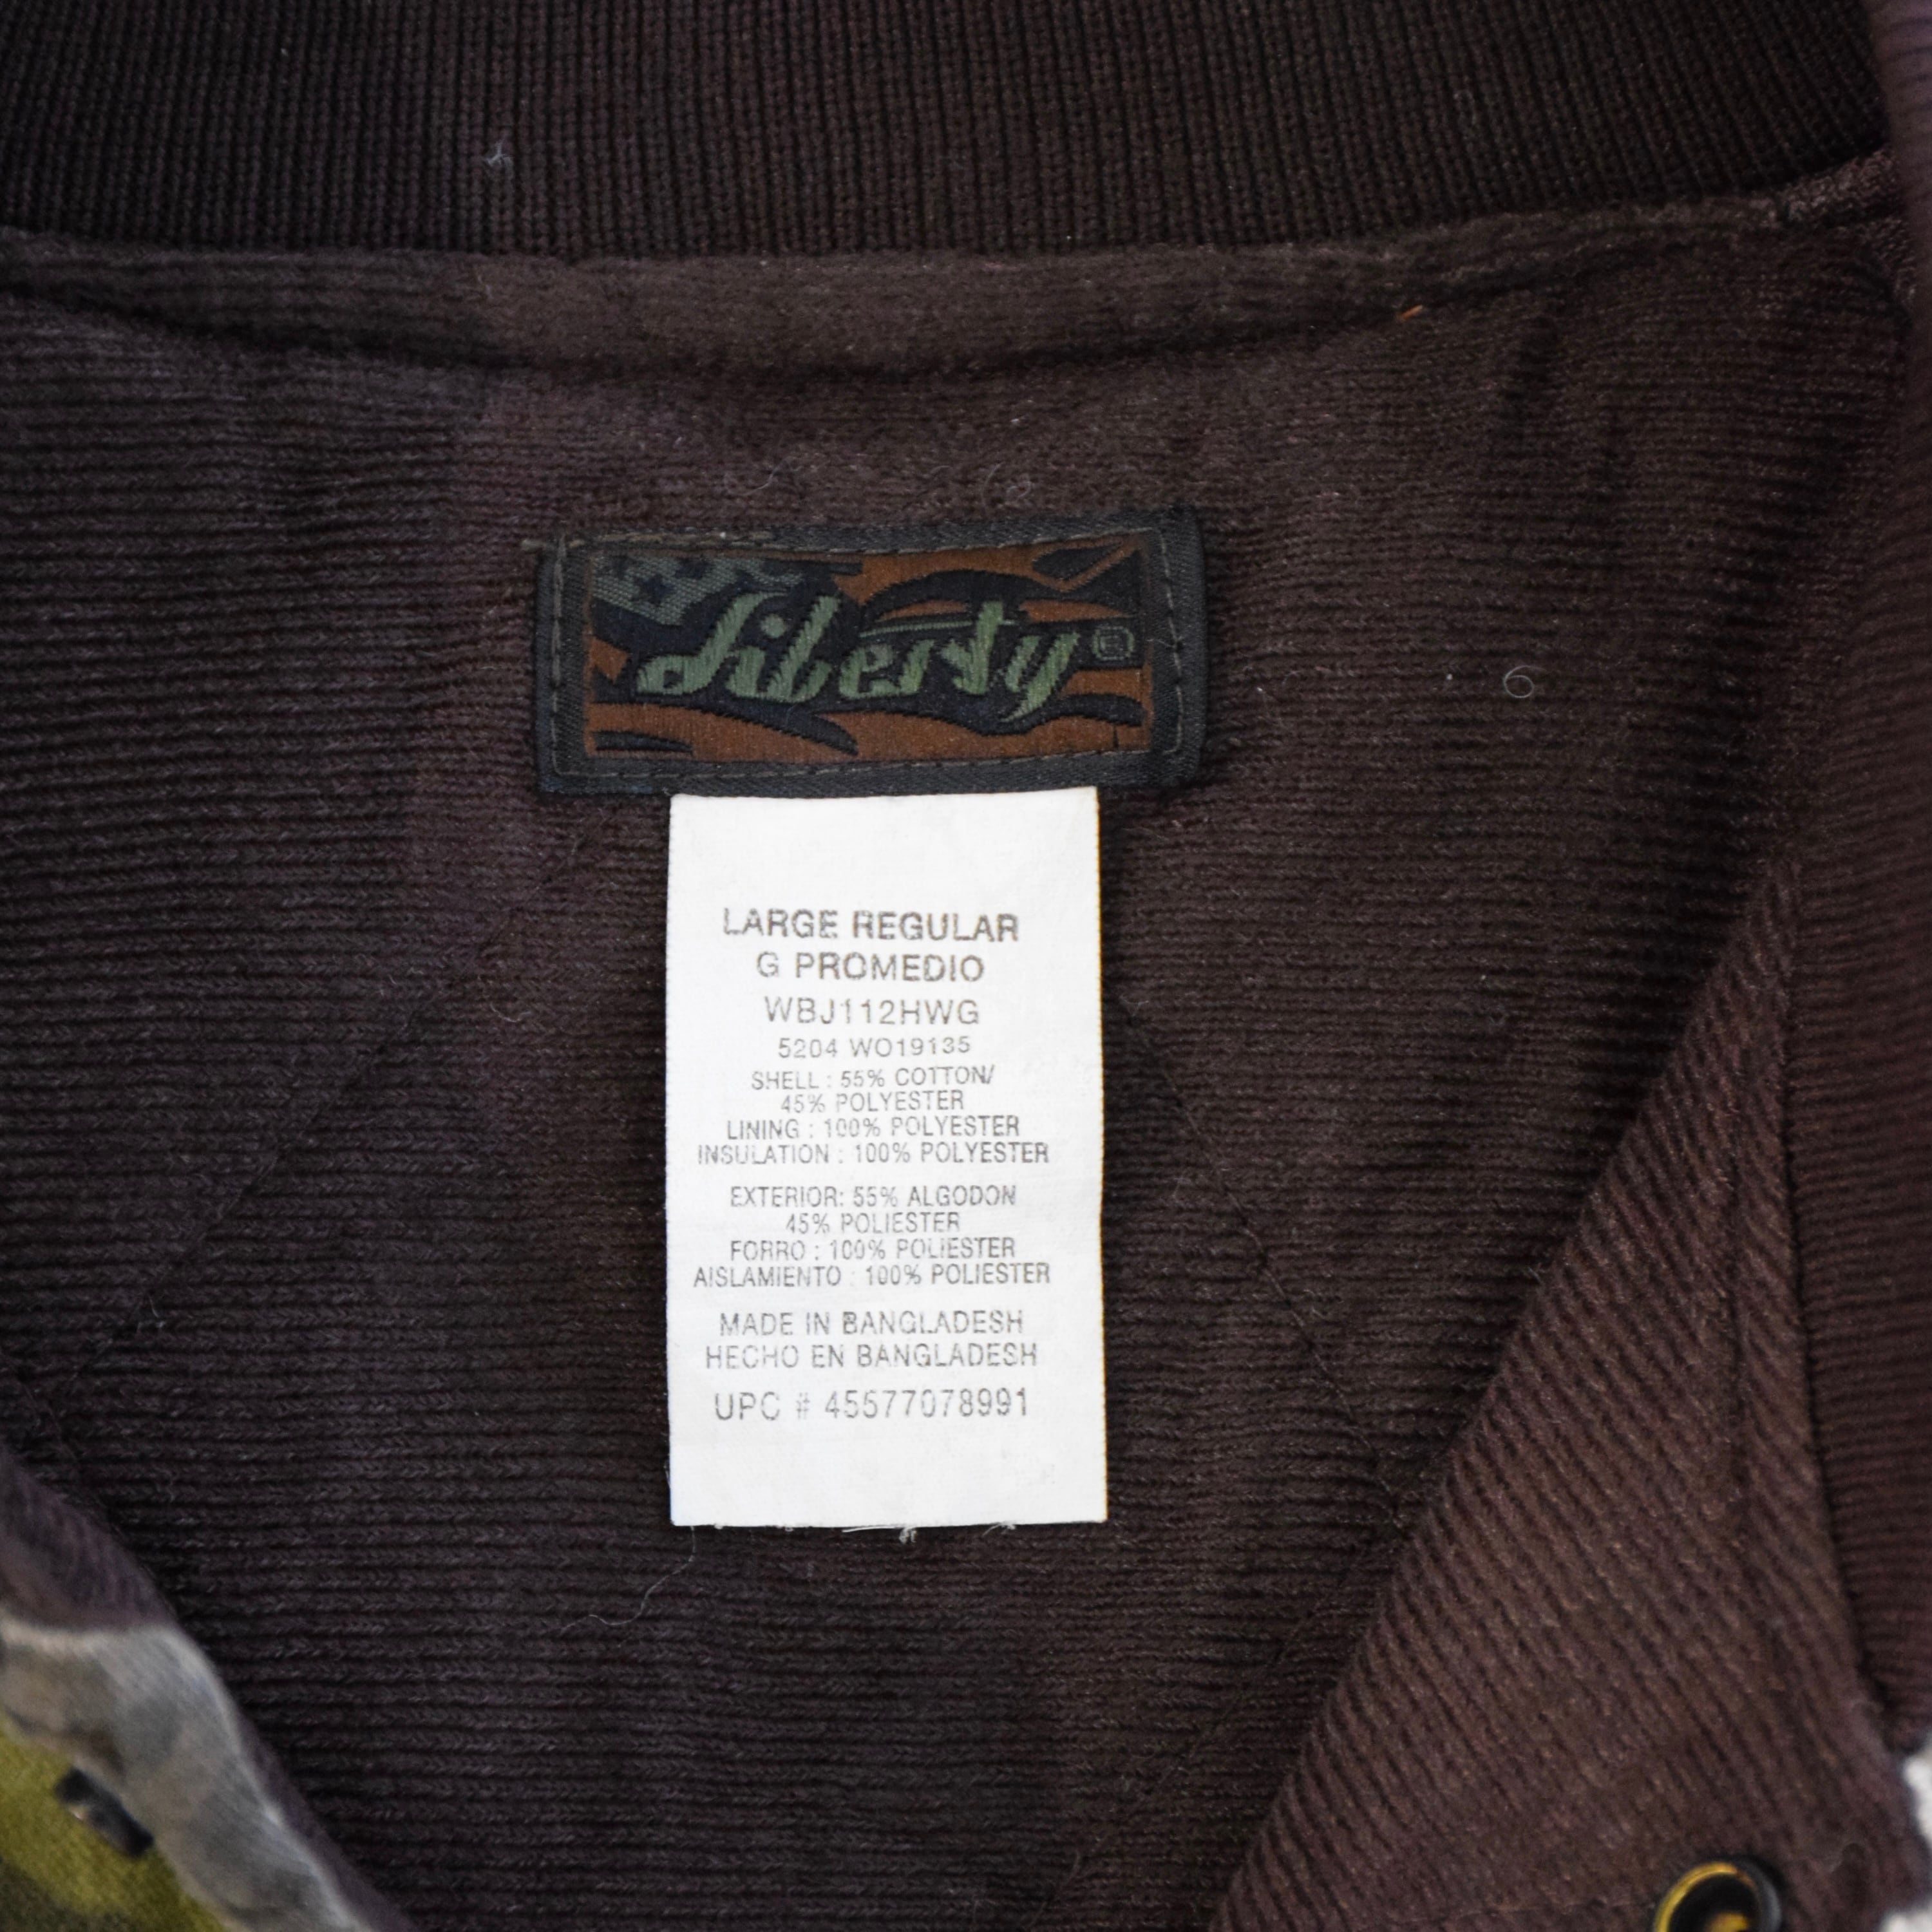 Liberty
LARGE REGULAR
G PROMEDIO
WBJ112HWG
5204 WO19135
SHELL : 55% COTTON/
45% POLYESTER
LINING : 100% POLYESTER
INSULATION : 100% POLYESTER
EXTERIOR: 55% ALGODON
45% POLIESTER
FORRO : 100% POLIESTER
AISLAMIENTO : 100% POLIESTER
MADE IN BANGLADESH
HECHO EN BANGLADESH
UPC # 45577078991